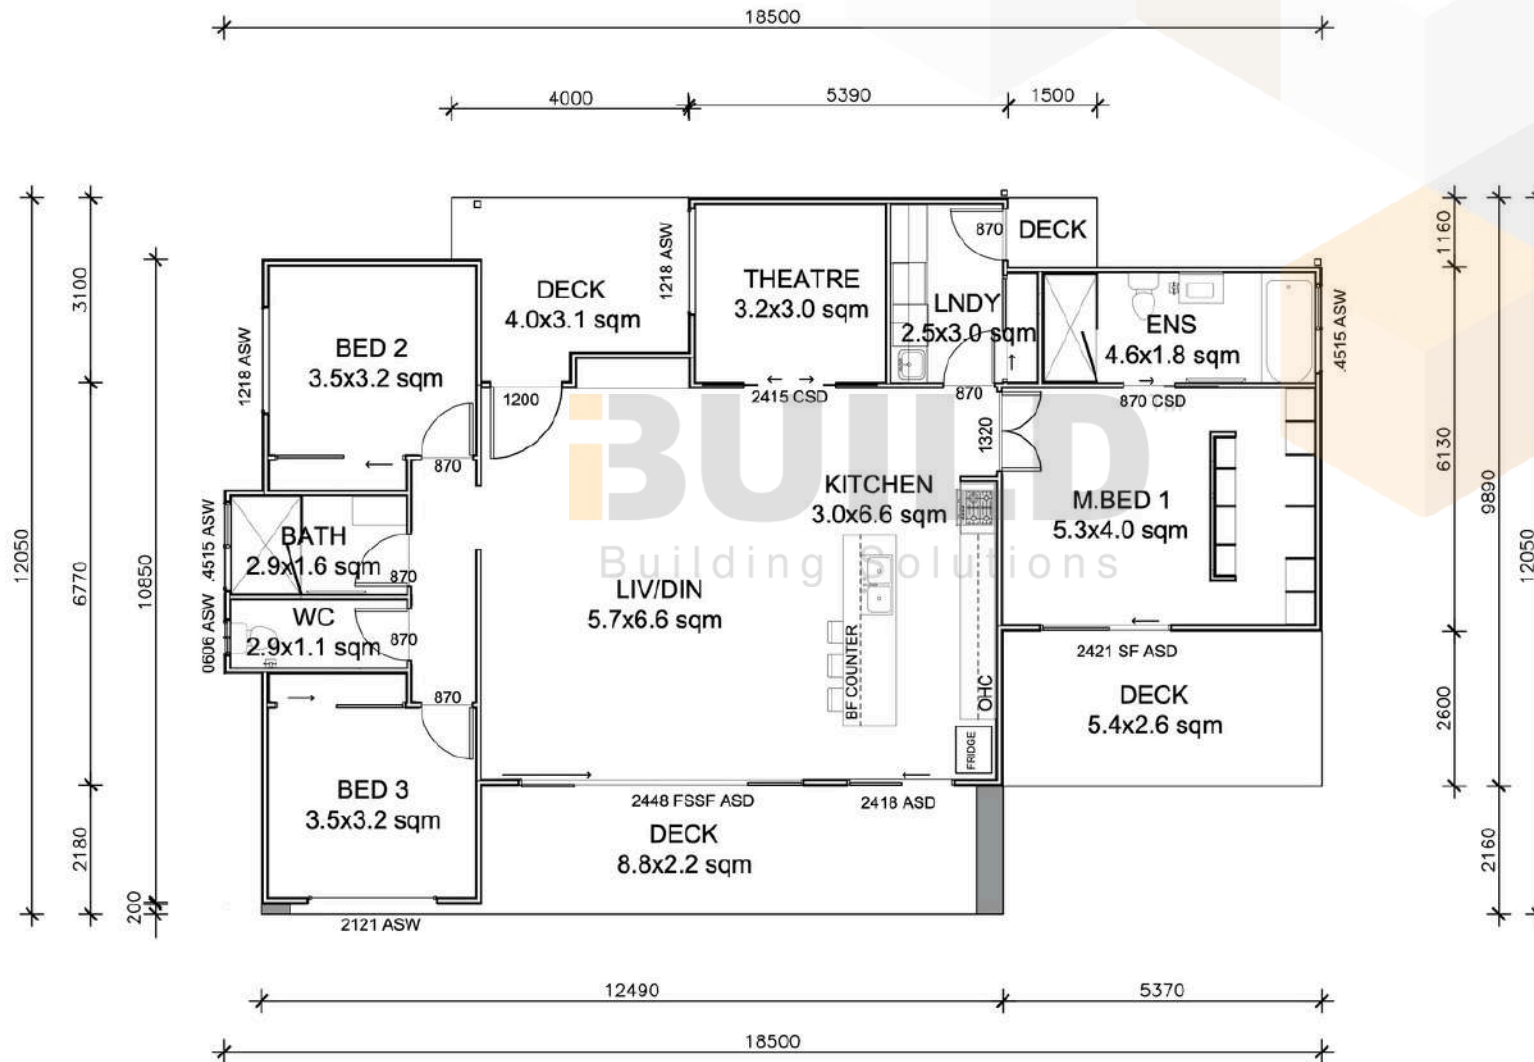 18500
4000
5390
1500
DECK
870
1160
3100
1218 ASW
THEATRE
3.2x3.0 sqm
DECK
4.0x3.1 sqm
LNDY
2.5x3.0 sqm
ENS
4.6x1.8 sqm
.4515 ASW
1218 ASW
BED 2
3.5x3.2 sqm
1200
2415 CSD
870
870 CSD
iBUILD
Building Solutions
1320
870
6130
9890
12050
12050
6770
10850
KITCHEN
3.0x6.6 sqm
M.BED 1
5.3x4.0 sqm
.4515 ASW
BATH
2.9x1.6 sqm
870
LIV/DIN
5.7x6.6 sqm
0606 ASW
WC
2.9x1.1 sqm
870
BF COUNTER
OHC
2421 SF ASD
870
DECK
5.4x2.6 sqm
2600
FRIDGE
BED 3
3.5x3.2 sqm
2448 FSSF ASD
2418 ASD
DECK
8.8x2.2 sqm
2180
2160
200
2121 ASW
12490
5370
18500